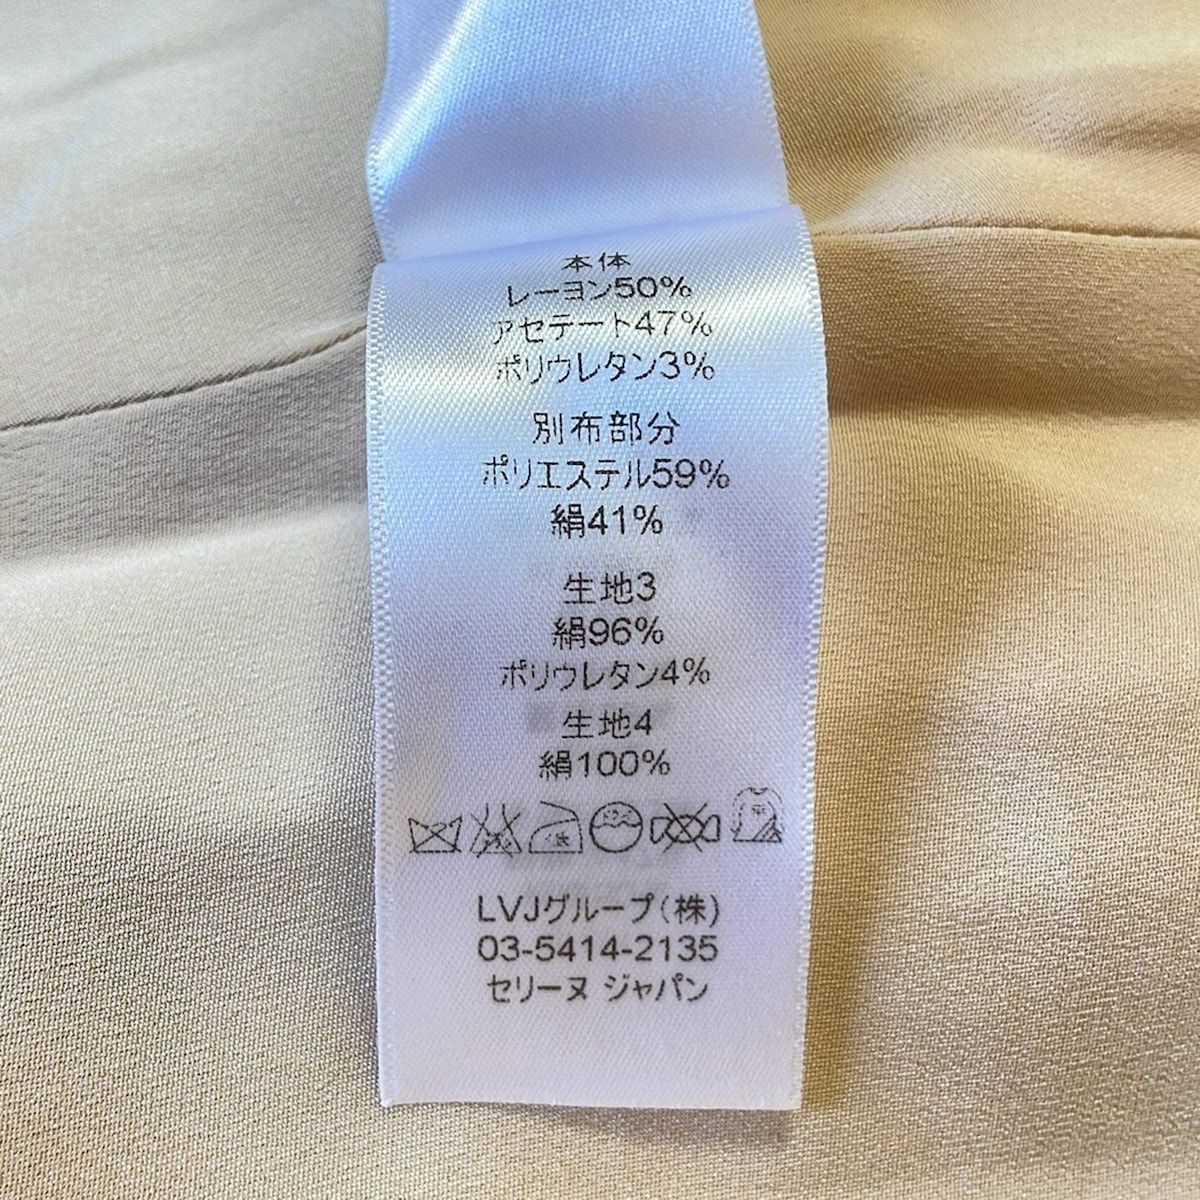 本体
レーヨン50%
アセテート47%
ポリウレタン3%
別布部分
ポリエステル59%
絹41%
生地3
絹96%
ポリウレタン4%
生地4
絹100%
LVJグループ(株)
03-5414-2135
セリーヌ ジャパン